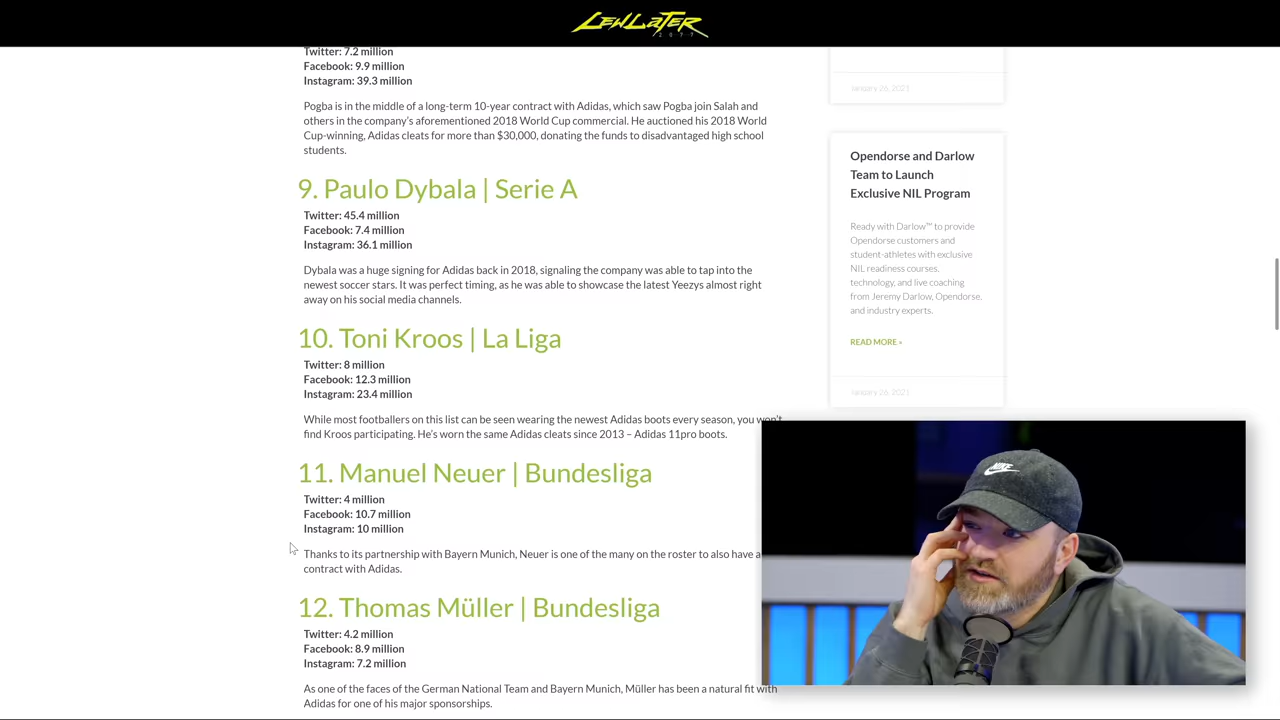 LEWLATER
2077
Twitter: 7.2 million
Facebook: 9.9 million
Instagram: 39.3 million
Pogba is in the middle of a long-term 10-year contract with Adidas, which saw Pogba join Salah and
others in the company's aforementioned 2018 World Cup commercial. He auctioned his 2018 World
Cup-winning, Adidas cleats for more than $30,000, donating the funds to disadvantaged high school
students.
9. Paulo Dybala | Serie A
Twitter: 45.4 million
Facebook: 7.4 million
Instagram: 36.1 million
Dybala was a huge signing for Adidas back in 2018, signaling the company was able to tap into the
newest soccer stars. It was perfect timing, as he was able to showcase the latest Yeezys almost right
away on his social media channels.
10. Toni Kroos | La Liga
Twitter: 8 million
Facebook: 12.3 million
Instagram: 23.4 million
While most footballers on this list can be seen wearing the newest Adidas boots every season, you won't
find Kroos participating. He's worn the same Adidas cleats since 2013 – Adidas 11pro boots.
11. Manuel Neuer | Bundesliga
Twitter: 4 million
Facebook: 10.7 million
Instagram: 10 million
Thanks to its partnership with Bayern Munich, Neuer is one of the many on the roster to also have a
contract with Adidas.
12. Thomas Müller | Bundesliga
Twitter: 4.2 million
Facebook: 8.9 million
Instagram: 7.2 million
As one of the faces of the German National Team and Bayern Munich, Müller has been a natural fit with
Adidas for one of his major sponsorships.
January 26, 2021
Opendorse and Darlow
Team to Launch
Exclusive NIL Program
Ready with Darlow™ to provide
Opendorse customers and
student-athletes with exclusive
NIL readiness courses,
technology, and live coaching
from Jeremy Darlow, Opendorse,
and industry experts.
READ MORE »
January 26, 2021
NIKE